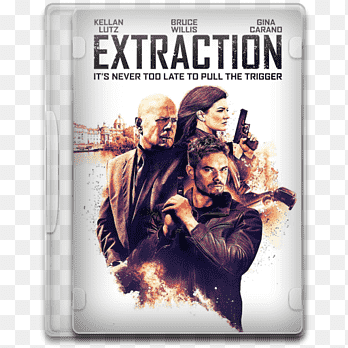 KELLAN LUTZ BRUCE WILLIS GINA CARANO
EXTRACTION
IT'S NEVER TOO LATE TO PULL THE TRIGGER